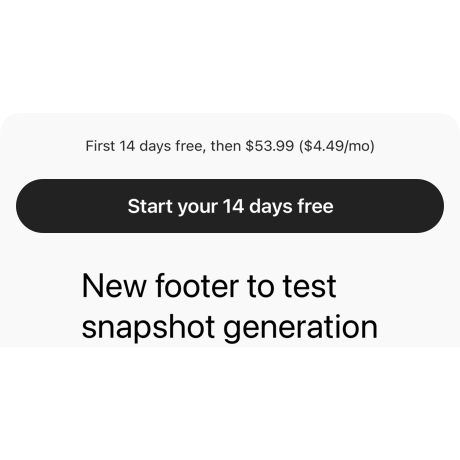 First 14 days free, then $53.99 ($4.49/mo)
Start your 14 days free
New footer to test
snapshot generation